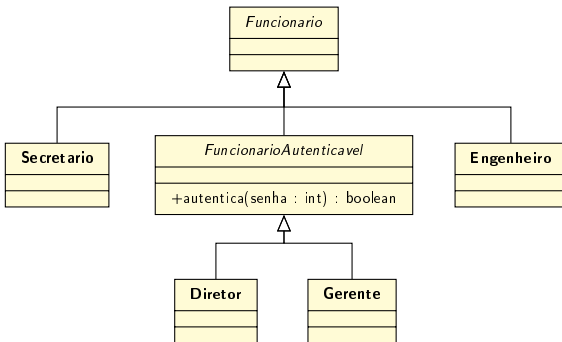 Funcionario
Secretario
FuncionarioAutenticavel
+autentica(senha : int) : boolean
Engenheiro
Diretor
Gerente